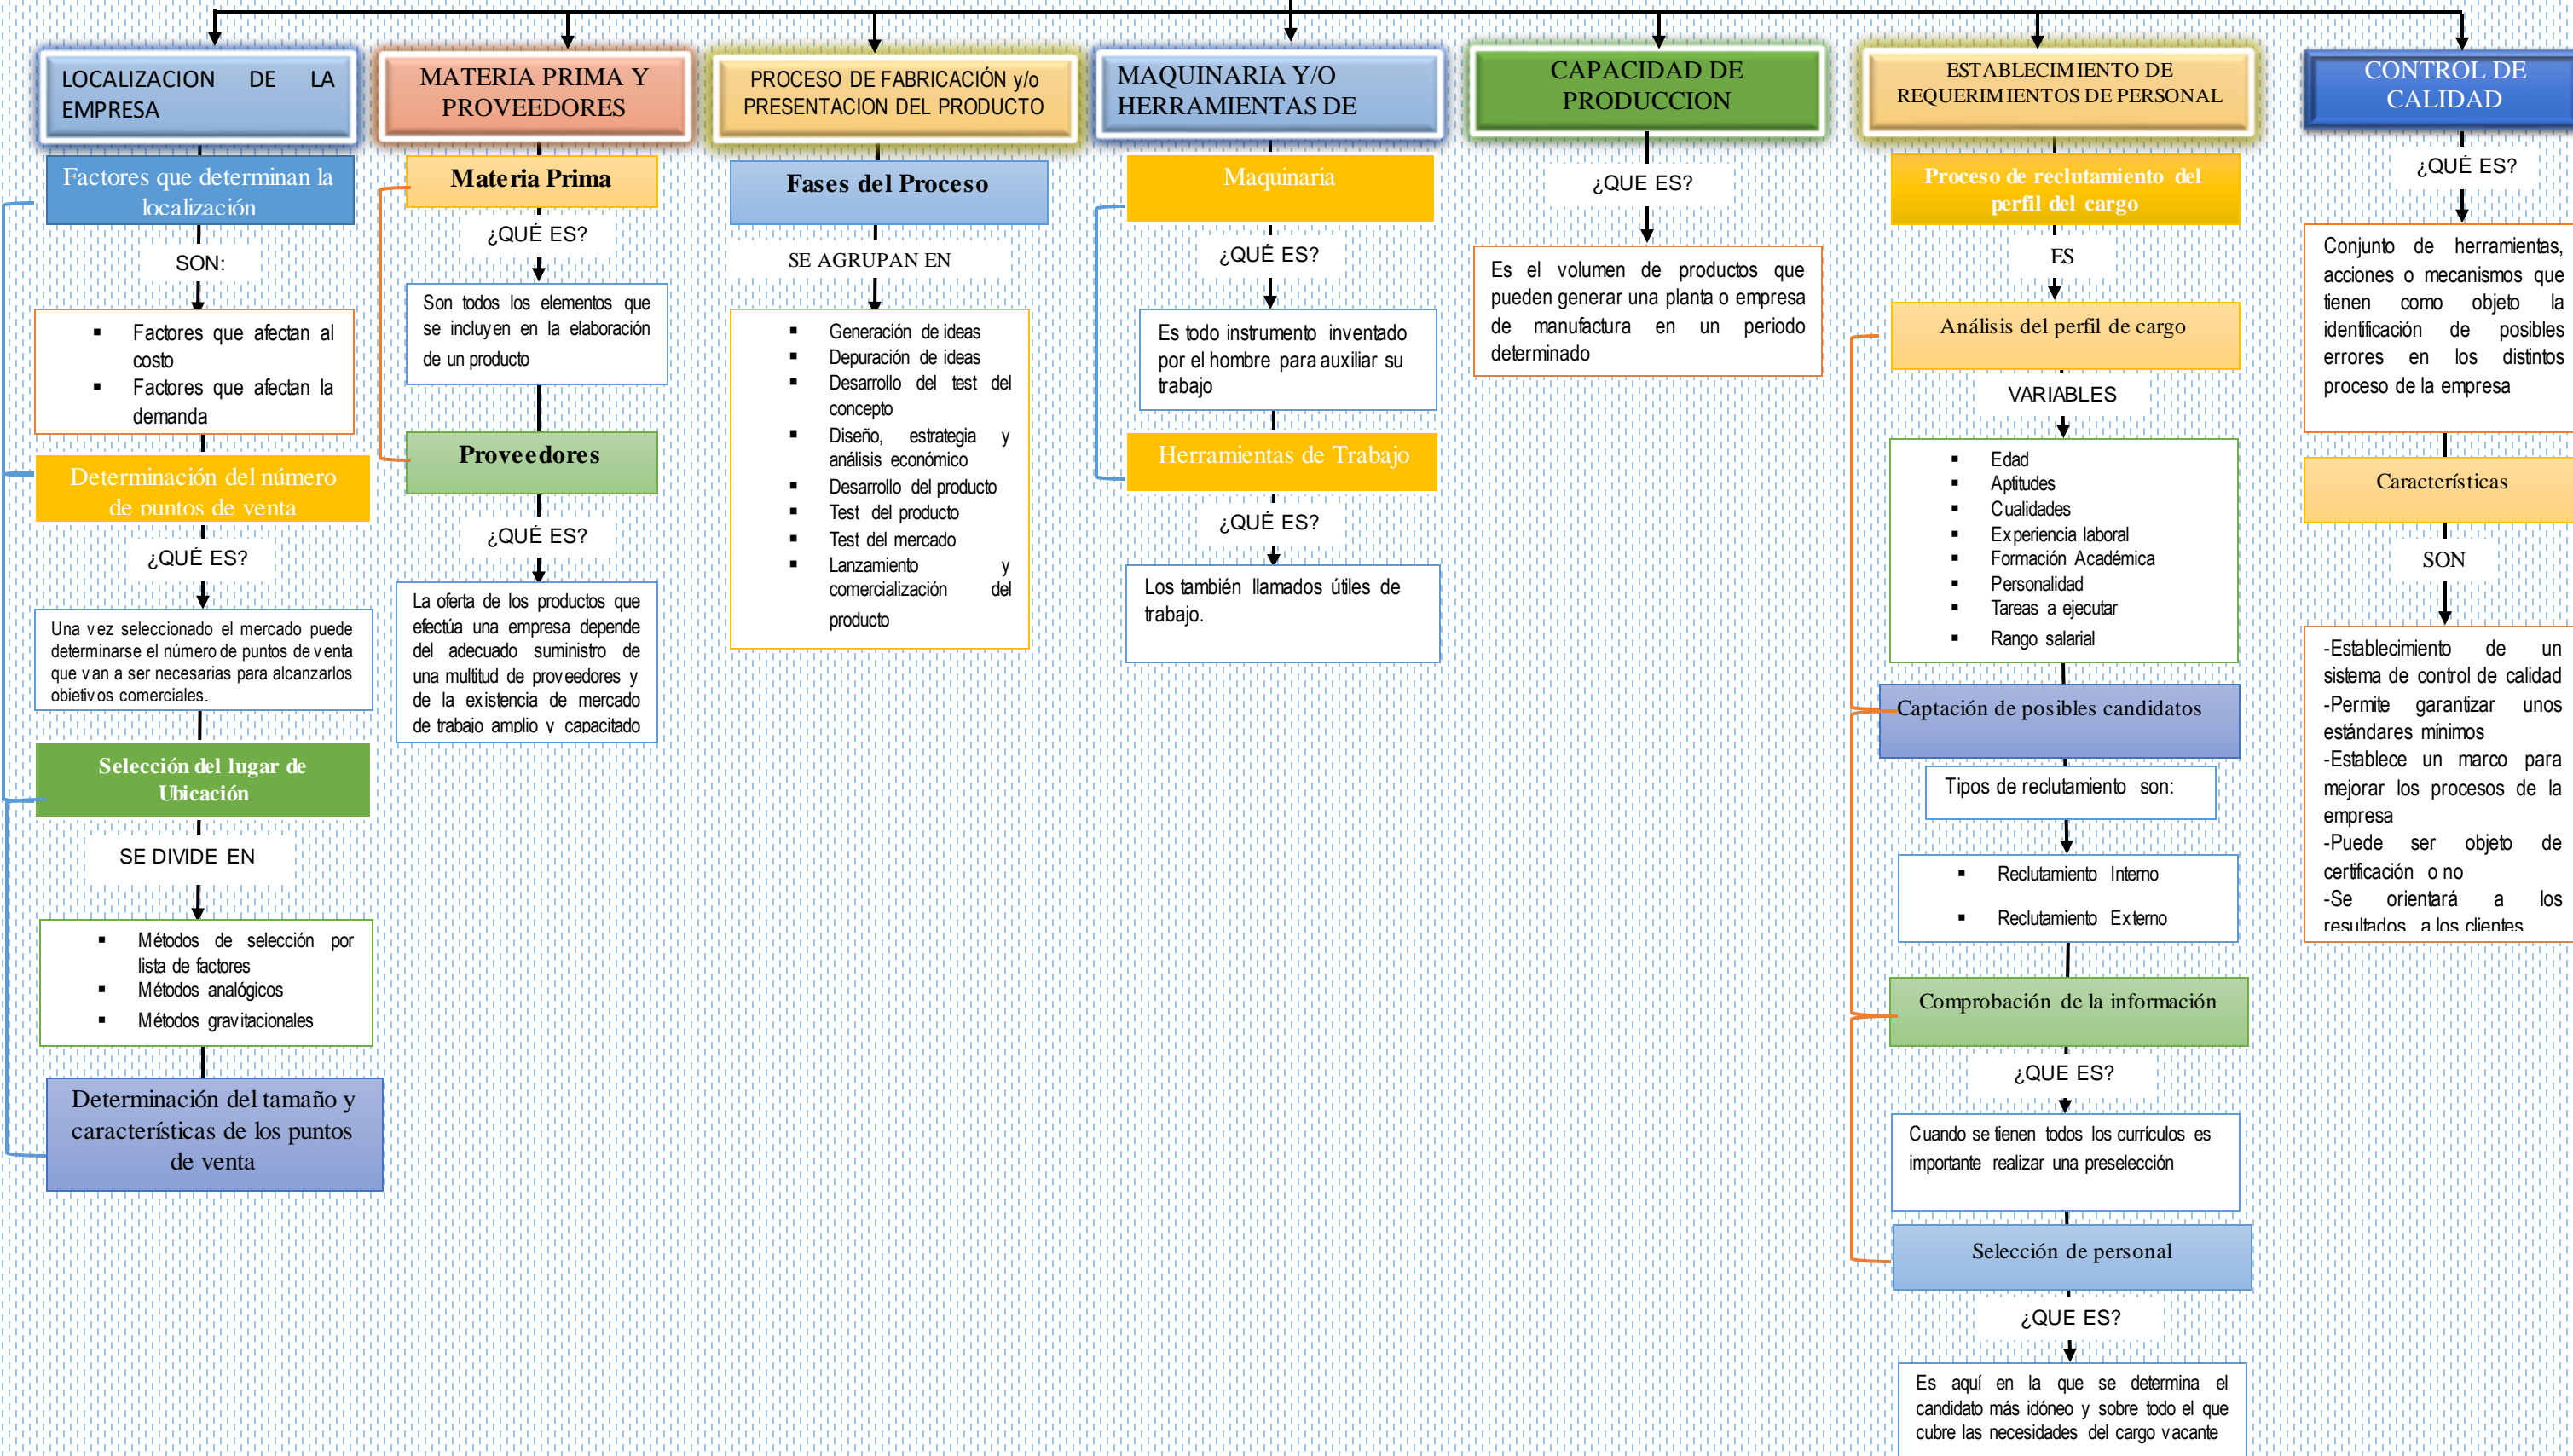 LOCALIZACION DE LA
EMPRESA
Factores que determinan la
localización
SON:
▪ Factores que afectan al
costo
▪ Factores que afectan la
demanda
Determinación del número
de puntos de venta
¿QUÉ ES?
Una vez seleccionado el mercado puede
determinarse el número de puntos de venta
que van a ser necesarias para alcanzarlos
objetivos comerciales.
Selección del lugar de
Ubicación
SE DIVIDE EN
▪ Métodos de selección por
lista de factores
▪ Métodos analógicos
▪ Métodos gravitacionales
Determinación del tamaño y
características de los puntos
de venta
MATERIA PRIMA Y
PROVEEDORES
Materia Prima
¿QUÉ ES?
Son todos los elementos que
se incluyen en la elaboración
de un producto
Proveedores
¿QUÉ ES?
La oferta de los productos que
efectúa una empresa depende
del adecuado suministro de
una multitud de proveedores y
de la existencia de mercado
de trabajo amplio y capacitado
PROCESO DE FABRICACIÓN y/o
PRESENTACION DEL PRODUCTO
Fases del Proceso
SE AGRUPAN EN
▪ Generación de ideas
▪ Depuración de ideas
▪ Desarrollo del test del
concepto
▪ Diseño, estrategia y
análisis económico
▪ Desarrollo del producto
▪ Test del producto
▪ Test del mercado
▪ Lanzamiento y
comercialización del
producto
MAQUINARIA Y/O
HERRAMIENTAS DE
Maquinaria
¿QUÉ ES?
Es todo instrumento inventado
por el hombre para auxiliar su
trabajo
Herramientas de Trabajo
¿QUÉ ES?
Los también llamados útiles de
trabajo.
CAPACIDAD DE
PRODUCCION
¿QUE ES?
Es el volumen de productos que
pueden generar una planta o empresa
de manufactura en un periodo
determinado
ESTABLECIMIENTO DE
REQUERIMIENTOS DE PERSONAL
Proceso de reclutamiento del
perfil del cargo
ES
Análisis del perfil de cargo
VARIABLES
▪ Edad
▪ Aptitudes
▪ Cualidades
▪ Experiencia laboral
▪ Formación Académica
▪ Personalidad
▪ Tareas a ejecutar
▪ Rango salarial
Captación de posibles candidatos
Tipos de reclutamiento son:
▪ Reclutamiento Interno
▪ Reclutamiento Externo
Comprobación de la información
¿QUE ES?
Cuando se tienen todos los currículos es
importante realizar una preselección
Selección de personal
¿QUE ES?
Es aquí en la que se determina el
candidato más idóneo y sobre todo el que
cubre las necesidades del cargo vacante
CONTROL DE
CALIDAD
¿QUÉ ES?
Conjunto de herramientas,
acciones o mecanismos que
tienen como objeto la
identificación de posibles
errores en los distintos
proceso de la empresa
Características
SON
-Establecimiento de un
sistema de control de calidad
-Permite garantizar unos
estándares mínimos
-Establece un marco para
mejorar los procesos de la
empresa
-Puede ser objeto de
certificación o no
-Se orientará a los
resultados a los clientes